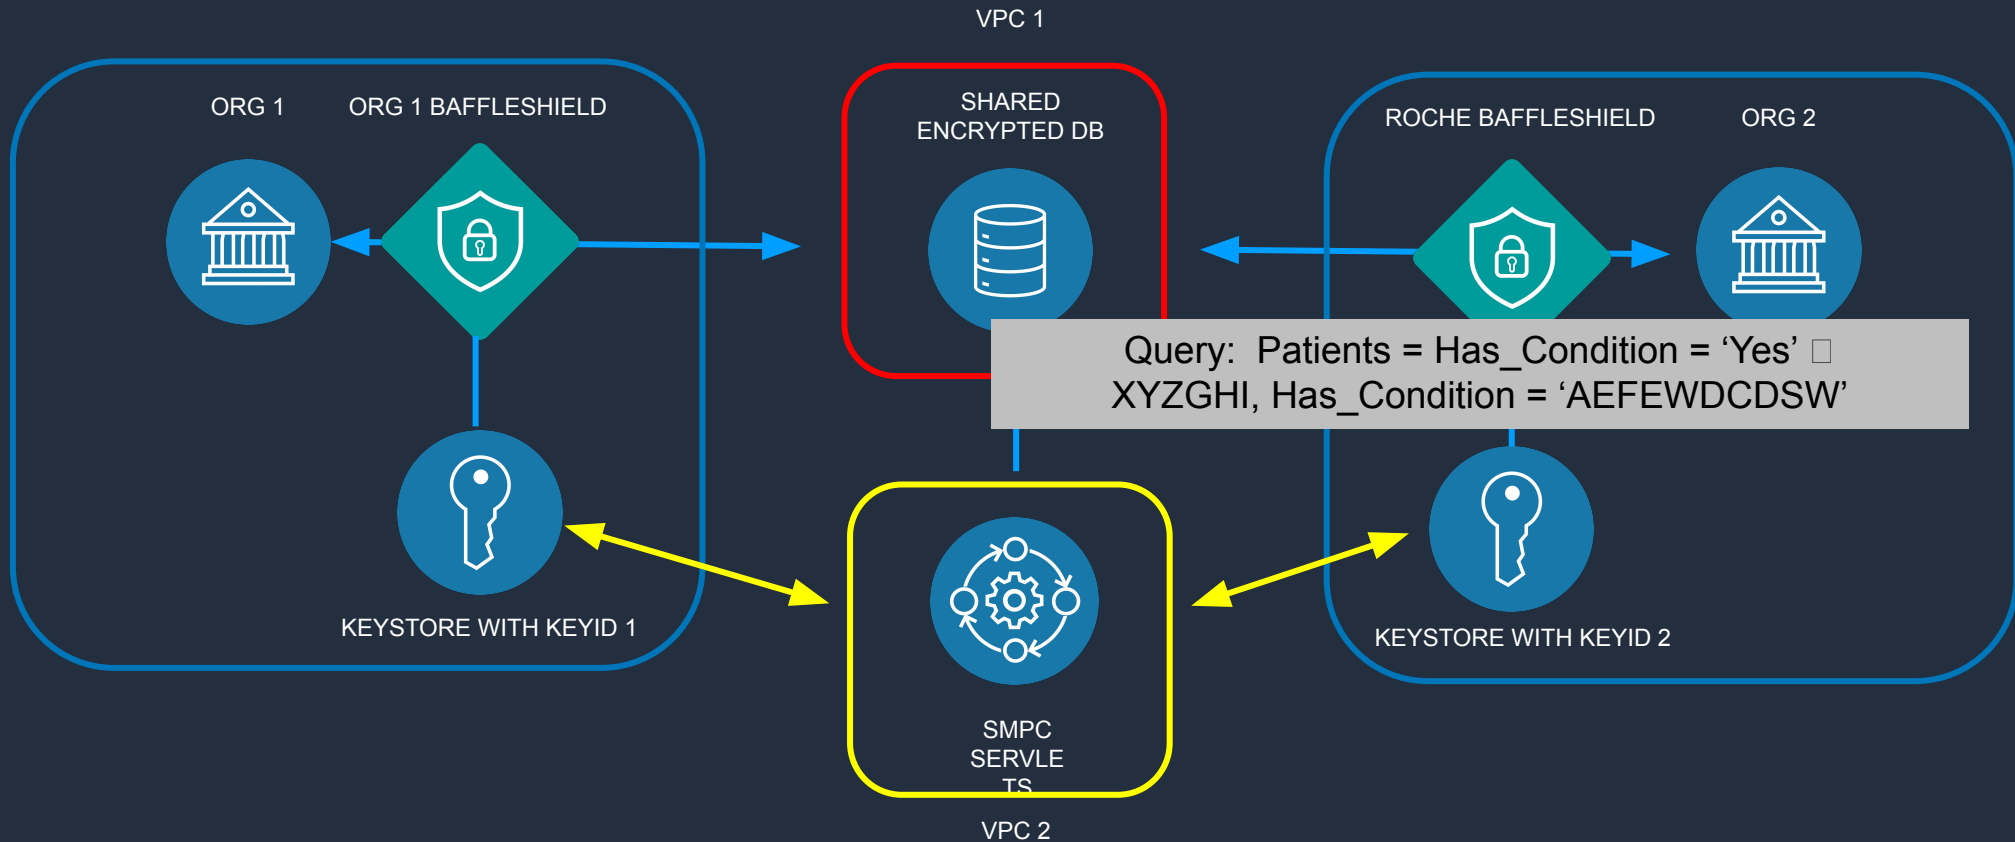 VPC 1
ORG 1
ORG 1 BAFFLESHIELD
SHARED
ENCRYPTED DB
ROCHE BAFFLESHIELD
ORG 2
Query:  Patients = Has_Condition = ‘Yes’ 
XYZGHI, Has_Condition = ‘AEFEWDCDSW’
KEYSTORE WITH KEYID 1
KEYSTORE WITH KEYID 2
SMPC
SERVLE
TS
VPC 2